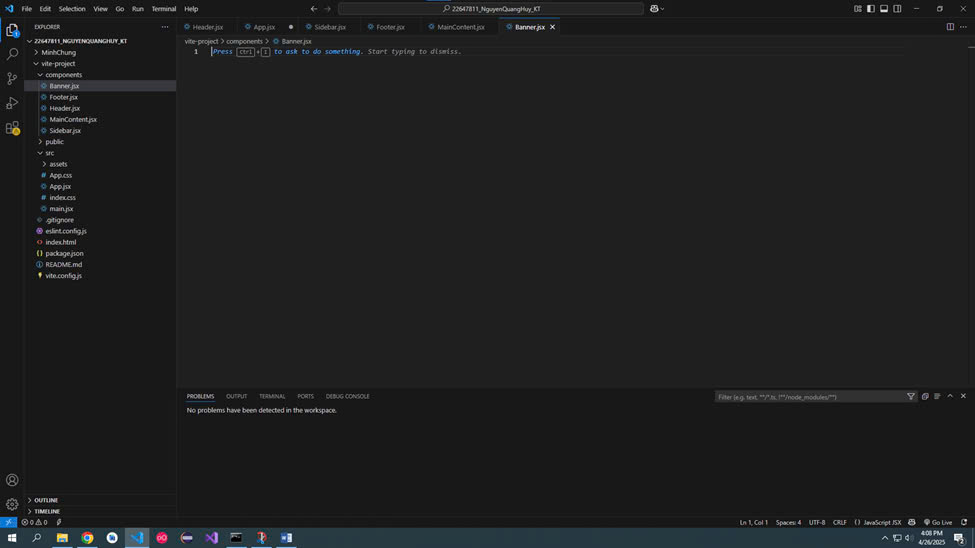 File Edit Selection View Go Run Terminal Help
22647811_NguyenQuangHuy_KT
EXPLORER
Header.jsx
App.jsx
Sidebar.jsx
Footer.jsx
MainContent.jsx
Banner.jsx
22647811_NGUYENQUANGHUY_KT
MinhChung
vite-project
components
Banner.jsx
Footer.jsx
Header.jsx
MainContent.jsx
Sidebar.jsx
public
src
assets
App.css
App.jsx
index.css
main.jsx
.gitignore
eslint.config.js
index.html
package.json
README.md
vite.config.js
OUTLINE
TIMELINE
vite-project > components > Banner.jsx
1 Press Ctrl + I to ask to do something. Start typing to dismiss.
PROBLEMS OUTPUT TERMINAL PORTS DEBUG CONSOLE
Filter (e.g. text, **/*.ts, !**/node_modules/**)
No problems have been detected in the workspace.
0 0
Ln 1, Col 1 Spaces: 4 UTF-8 CRLF {} JavaScript JSX Go Live
4:08 PM
4/26/2025
2